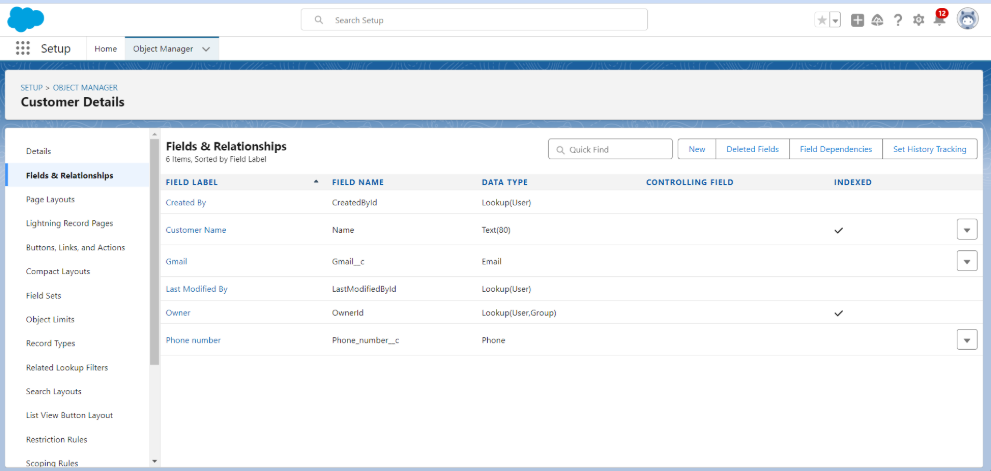 Search Setup
12
Setup
Home
Object Manager
SETUP > OBJECT MANAGER
Customer Details
Details
Fields & Relationships
Page Layouts
Lightning Record Pages
Buttons, Links, and Actions
Compact Layouts
Field Sets
Object Limits
Record Types
Related Lookup Filters
Search Layouts
List View Button Layout
Restriction Rules
Scoping Rules
Fields & Relationships
6 Items, Sorted by Field Label
Quick Find
New
Deleted Fields
Field Dependencies
Set History Tracking
FIELD LABEL FIELD NAME DATA TYPE CONTROLLING FIELD INDEXED
Created By CreatedById Lookup(User)
Customer Name Name Text(80)
Gmail Gmail__c Email
Last Modified By LastModifiedById Lookup(User)
Owner OwnerId Lookup(User,Group)
Phone number Phone_number__c Phone